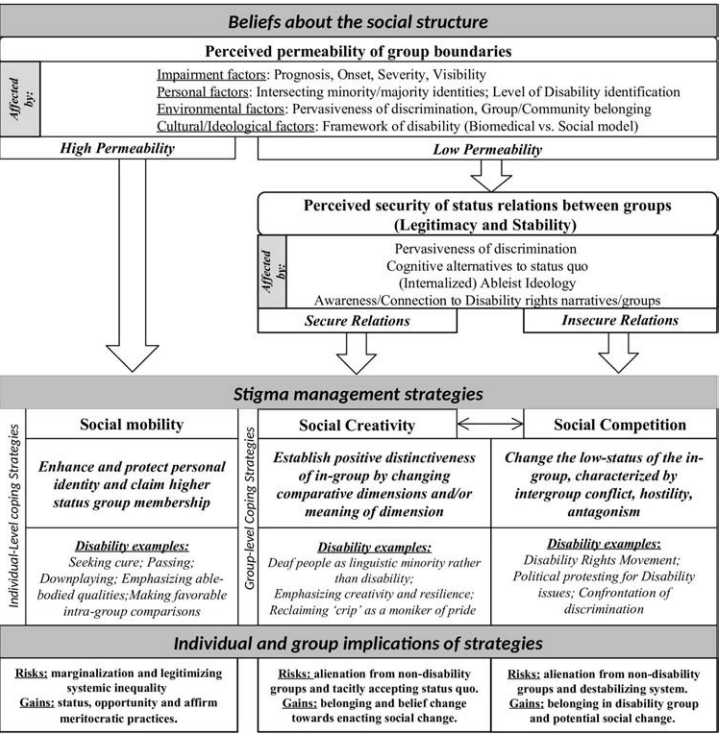 Beliefs about the social structure
Perceived permeability of group boundaries
Affected by:
Impairment factors: Prognosis, Onset, Severity, Visibility
Personal factors: Intersecting minority/majority identities; Level of Disability identification
Environmental factors: Pervasiveness of discrimination, Group/Community belonging
Cultural/Ideological factors: Framework of disability (Biomedical vs. Social model)
High Permeability
Low Permeability
Perceived security of status relations between groups
(Legitimacy and Stability)
Affected by:
Pervasiveness of discrimination
Cognitive alternatives to status quo
(Internalized) Ableist Ideology
Awareness/Connection to Disability rights narratives/groups
Secure Relations
Insecure Relations
Stigma management strategies
Individual-Level coping Strategies
Social mobility
Enhance and protect personal
identity and claim higher
status group membership
Disability examples:
Seeking cure; Passing;
Downplaying; Emphasizing able-
bodied qualities;Making favorable
intra-group comparisons
Group-level Coping Strategies
Social Creativity
Establish positive distinctiveness
of in-group by changing
comparative dimensions and/or
meaning of dimension
Disability examples:
Deaf people as linguistic minority rather
than disability;
Emphasizing creativity and resilience;
Reclaiming ‘crip’ as a moniker of pride
Social Competition
Change the low-status of the in-
group, characterized by
intergroup conflict, hostility,
antagonism
Disability examples:
Disability Rights Movement;
Political protesting for Disability
issues; Confrontation of
discrimination
Individual and group implications of strategies
Risks: marginalization and legitimizing
systemic inequality
Gains: status, opportunity and affirm
meritocratic practices.
Risks: alienation from non-disability
groups and tacitly accepting status quo.
Gains: belonging and belief change
towards enacting social change.
Risks: alienation from non-disability
groups and destabilizing system.
Gains: belonging in disability group
and potential social change.